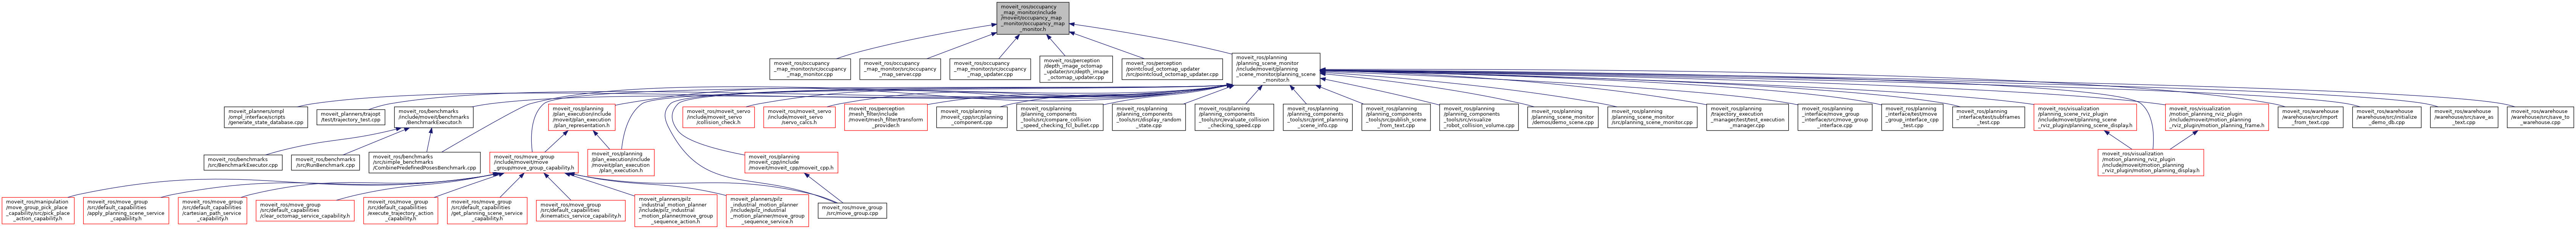 moveit_ros/occupancy
_map_monitor/include
/moveit/occupancy_map
_monitor/occupancy_map
_monitor.h
moveit_ros/occupancy
_map_monitor/src/occupancy
_map_monitor.cpp
moveit_ros/occupancy
_map_monitor/src/occupancy
_map_server.cpp
moveit_ros/occupancy
_map_monitor/src/occupancy
_map_updater.cpp
moveit_ros/perception
/depth_image_octomap
_updater/src/depth_image
_octomap_updater.cpp
moveit_ros/perception
/pointcloud_octomap_updater
/src/pointcloud_octomap_updater.cpp
moveit_ros/planning
/planning_scene_monitor
/include/moveit/planning
_scene_monitor/planning_scene
_monitor.h
moveit_planners/ompl
/ompl_interface/scripts
/generate_state_database.cpp
moveit_planners/trajopt
/test/trajectory_test.cpp
moveit_ros/benchmarks
/include/moveit/benchmarks
/BenchmarkExecutor.h
moveit_ros/planning
/plan_execution/include
/moveit/plan_execution
/plan_representation.h
moveit_ros/moveit_servo
/include/moveit_servo
/collision_check.h
moveit_ros/moveit_servo
/include/moveit_servo
/servo_calcs.h
moveit_ros/perception
/mesh_filter/include
/moveit/mesh_filter/transform
_provider.h
moveit_ros/planning
/moveit_cpp/src/planning
_component.cpp
moveit_ros/planning
/planning_components
_tools/src/compare_collision
_speed_checking_fcl_bullet.cpp
moveit_ros/planning
/planning_components
_tools/src/display_random
_state.cpp
moveit_ros/planning
/planning_components
_tools/src/evaluate_collision
_checking_speed.cpp
moveit_ros/planning
/planning_components
_tools/src/print_planning
_scene_info.cpp
moveit_ros/planning
/planning_components
_tools/src/publish_scene
_from_text.cpp
moveit_ros/planning
/planning_components
_tools/src/visualize
_robot_collision_volume.cpp
moveit_ros/planning
/planning_scene_monitor
/demos/demo_scene.cpp
moveit_ros/planning
/planning_scene_monitor
/src/planning_scene_monitor.cpp
moveit_ros/planning
/trajectory_execution
_manager/test/test_execution
_manager.cpp
moveit_ros/planning
_interface/move_group
_interface/src/move_group
_interface.cpp
moveit_ros/planning
_interface/test/move
_group_interface_cpp
_test.cpp
moveit_ros/planning
_interface/test/subframes
_test.cpp
moveit_ros/visualization
/planning_scene_rviz_plugin
/include/moveit/planning_scene
_rviz_plugin/planning_scene_display.h
moveit_ros/visualization
/motion_planning_rviz_plugin
/include/moveit/motion_planning
_rviz_plugin/motion_planning_frame.h
moveit_ros/warehouse
/warehouse/src/import
_from_text.cpp
moveit_ros/warehouse
/warehouse/src/initialize
_demo_db.cpp
moveit_ros/warehouse
/warehouse/src/save_as
_text.cpp
moveit_ros/warehouse
/warehouse/src/save_to
_warehouse.cpp
moveit_ros/benchmarks
/src/BenchmarkExecutor.cpp
moveit_ros/benchmarks
/src/RunBenchmark.cpp
moveit_ros/benchmarks
/src/simple_benchmarks
/CombinePredefinedPosesBenchmark.cpp
moveit_ros/move_group
/include/moveit/move
_group/move_group_capability.h
moveit_ros/planning
/plan_execution/include
/moveit/plan_execution
/plan_execution.h
moveit_ros/planning
/moveit_cpp/include
/moveit/moveit_cpp/moveit_cpp.h
moveit_ros/visualization
/motion_planning_rviz_plugin
/include/moveit/motion_planning
_rviz_plugin/motion_planning_display.h
moveit_ros/manipulation
/move_group_pick_place
_capability/src/pick_place
_action_capability.h
moveit_ros/move_group
/src/default_capabilities
/apply_planning_scene_service
_capability.h
moveit_ros/move_group
/src/default_capabilities
/cartesian_path_service
_capability.h
moveit_ros/move_group
/src/default_capabilities
/clear_octomap_service_capability.h
moveit_ros/move_group
/src/default_capabilities
/execute_trajectory_action
_capability.h
moveit_ros/move_group
/src/default_capabilities
/get_planning_scene_service
_capability.h
moveit_ros/move_group
/src/default_capabilities
/kinematics_service_capability.h
moveit_planners/pilz
_industrial_motion_planner
/include/pilz_industrial
_motion_planner/move_group
_sequence_action.h
moveit_planners/pilz
_industrial_motion_planner
/include/pilz_industrial
_motion_planner/move_group
_sequence_service.h
moveit_ros/move_group
/src/move_group.cpp